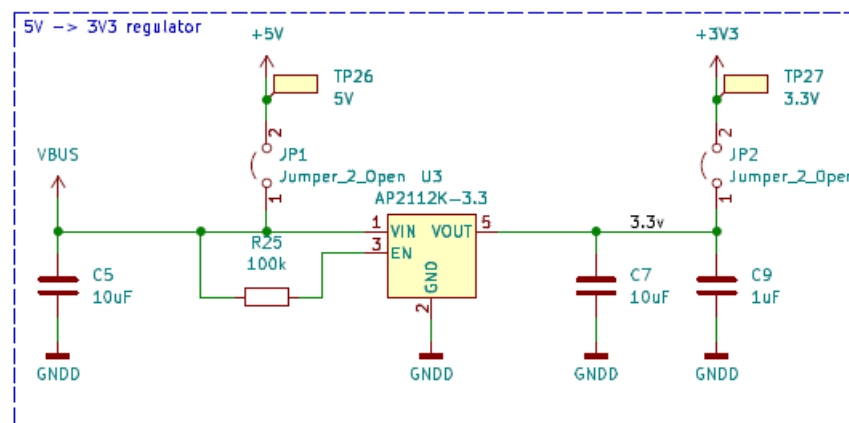 5V -> 3V3 regulator
+5V
+3V3
TP26
5V
TP27
3.3V
2
2
VBUS
JP1
Jumper_2_Open
U3
AP2112K-3.3
JP2
Jumper_2_Ope
1
1
1
VIN
VOUT
5
3.3v
3
EN
R25
100k
GND
2
C5
10uF
C7
10uF
C9
1uF
GNDD
GNDD
GNDD
GNDD